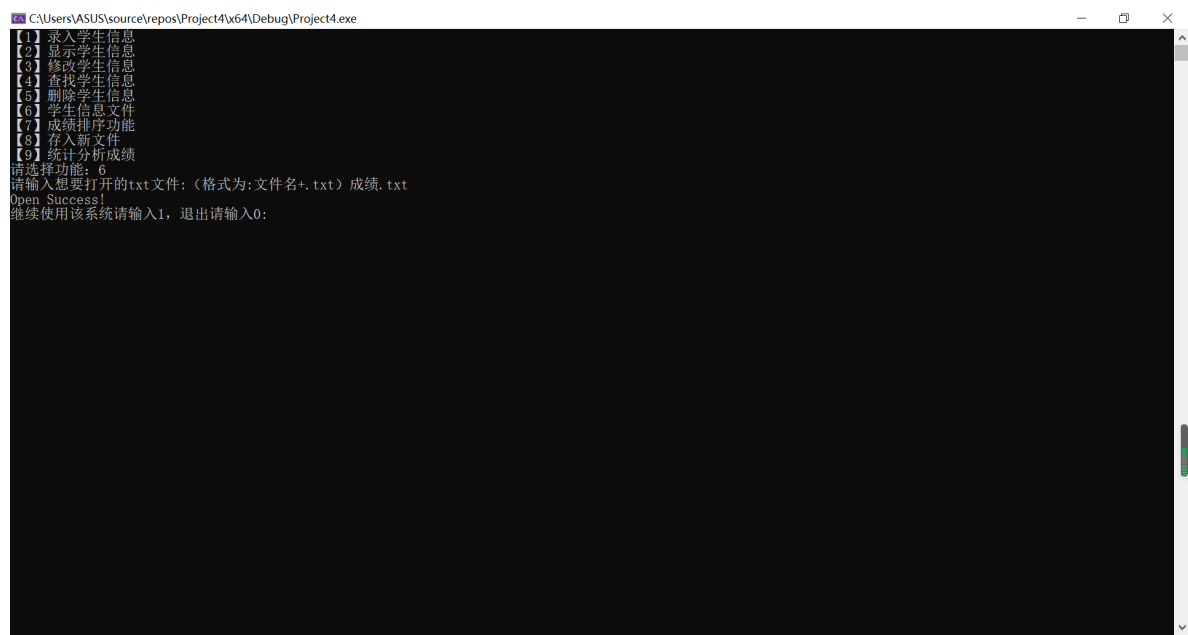 C:\Users\ASUS\source\repos\Project4\x64\Debug\Project4.exe
【1】录入学生信息
【2】显示学生信息
【3】修改学生信息
【4】查找学生信息
【5】删除学生信息
【6】学生信息文件
【7】成绩排序功能
【8】存入新文件
【9】统计分析成绩
请选择功能：6
请输入想要打开的txt文件:（格式为:文件名+.txt）成绩.txt
Open Success!
继续使用该系统请输入1，退出请输入0: